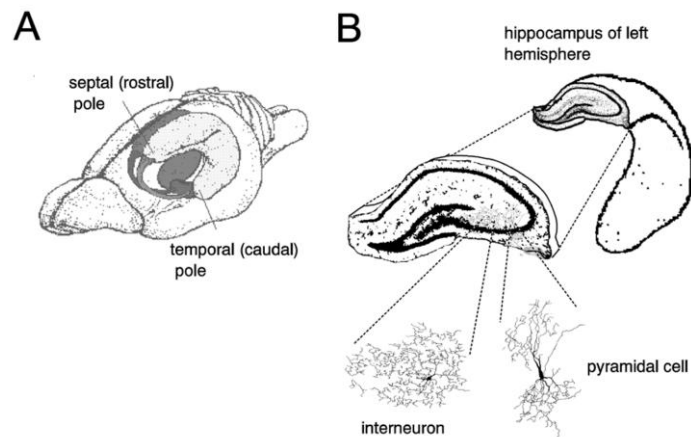 A
septal (rostral)
pole
temporal (caudal)
pole
B
hippocampus of left
hemisphere
interneuron
pyramidal cell